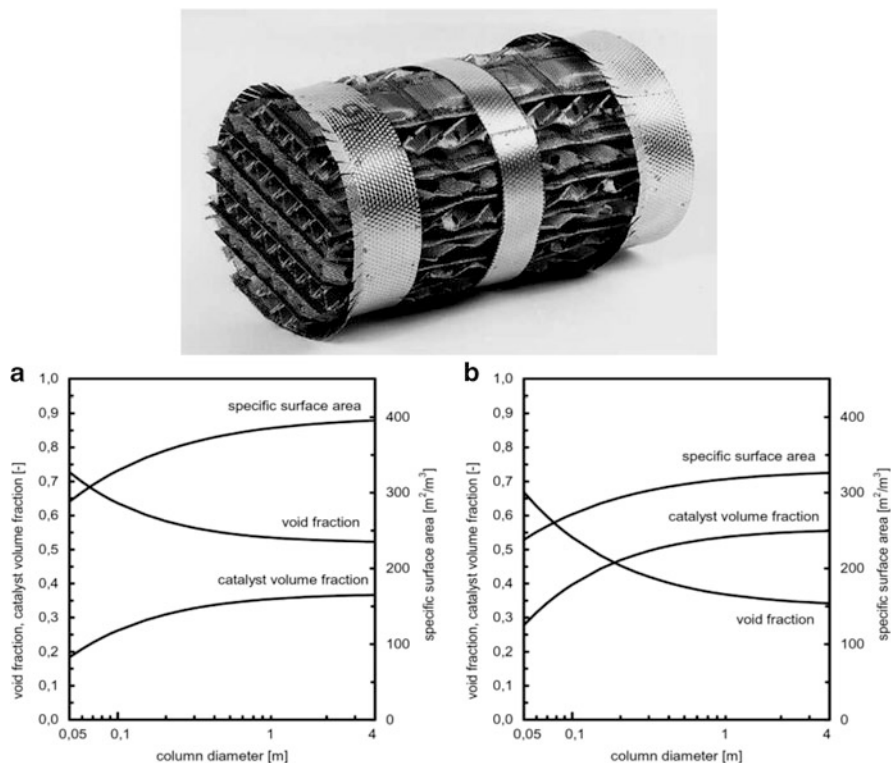 a
1,0
0,9
0,8
0,7
0,6
0,5
0,4
0,3
0,2
0,1
0,0
void fraction, catalyst volume fraction [-]
specific surface area
void fraction
catalyst volume fraction
400
300
200
100
0
specific surface area [m²/m³]
0,05 0,1 1 4
column diameter [m]
b
1,0
0,9
0,8
0,7
0,6
0,5
0,4
0,3
0,2
0,1
0,0
void fraction, catalyst volume fraction [-]
specific surface area
catalyst volume fraction
void fraction
400
300
200
100
0
specific surface area [m²/m³]
0,05 0,1 1 4
column diameter [m]